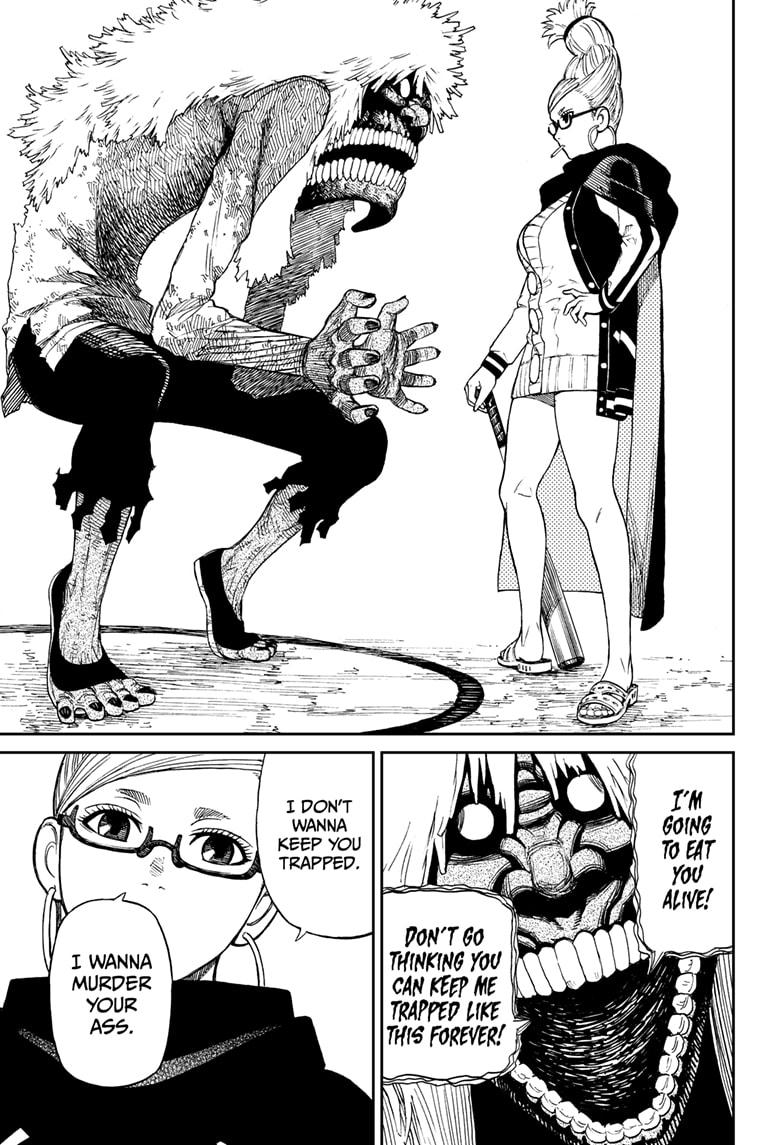 I'M
GOING
TO EAT
YOU
ALIVE!
DON'T GO
THINKING YOU
CAN KEEP ME
TRAPPED LIKE
THIS FOREVER!
I DON'T
WANNA
KEEP YOU
TRAPPED.
I WANNA
MURDER
YOUR
ASS.